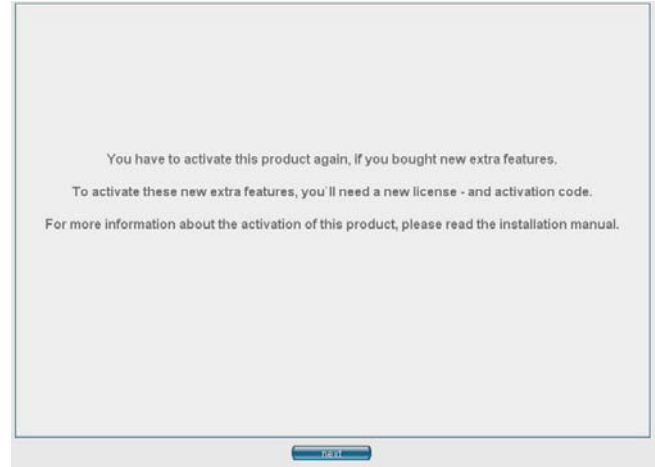 You have to activate this product again, if you bought new extra features.
To activate these new extra features, you`ll need a new license - and activation code.
For more information about the activation of this product, please read the installation manual.
next